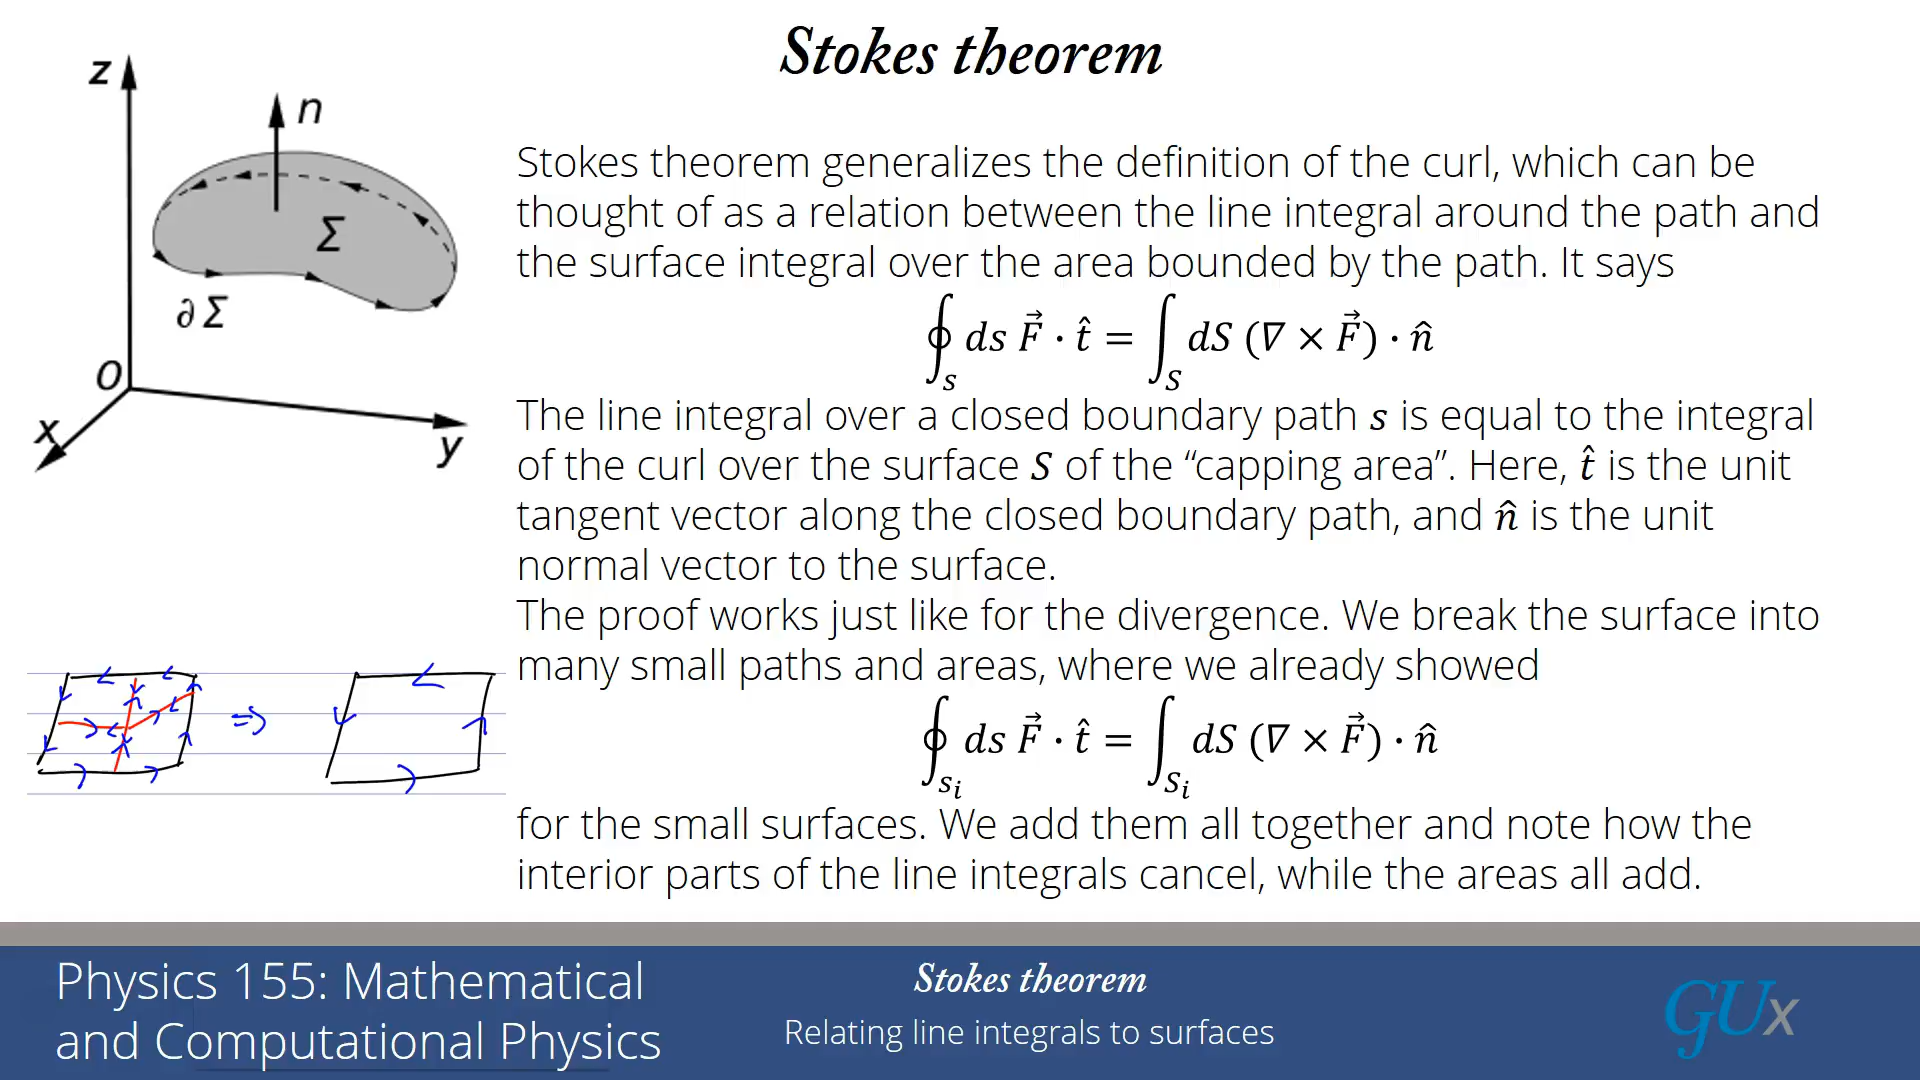 Stokes theorem
z
n
Σ
∂Σ
O
x
y
Stokes theorem generalizes the definition of the curl, which can be
thought of as a relation between the line integral around the path and
the surface integral over the area bounded by the path. It says
∮_s ds F⃗ · t̂ = ∫_S dS (∇ × F⃗) · n̂
The line integral over a closed boundary path s is equal to the integral
of the curl over the surface S of the “capping area”. Here, t̂ is the unit
tangent vector along the closed boundary path, and n̂ is the unit
normal vector to the surface.
The proof works just like for the divergence. We break the surface into
many small paths and areas, where we already showed
∮_{s_i} ds F⃗ · t̂ = ∫_{S_i} dS (∇ × F⃗) · n̂
for the small surfaces. We add them all together and note how the
interior parts of the line integrals cancel, while the areas all add.
⇒
Physics 155: Mathematical
and Computational Physics
Stokes theorem
Relating line integrals to surfaces
GUx